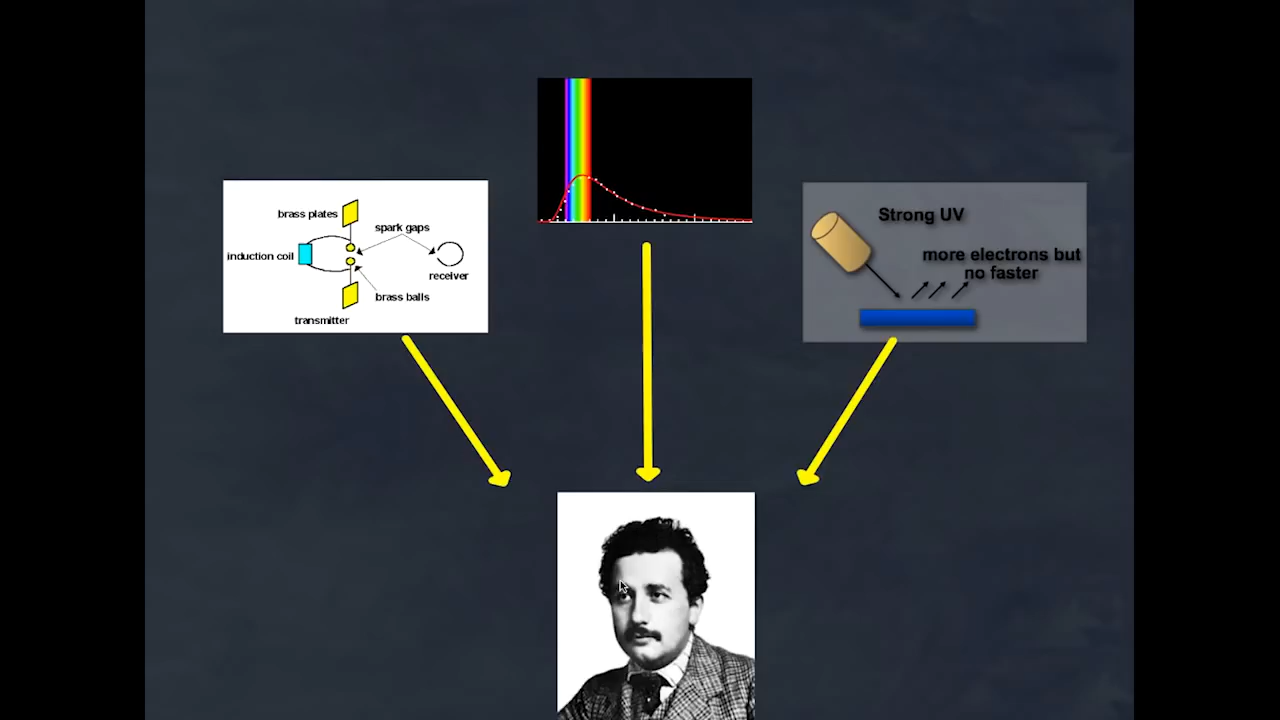 brass plates
spark gaps
induction coil
receiver
brass balls
transmitter
Strong UV
more electrons but
no faster